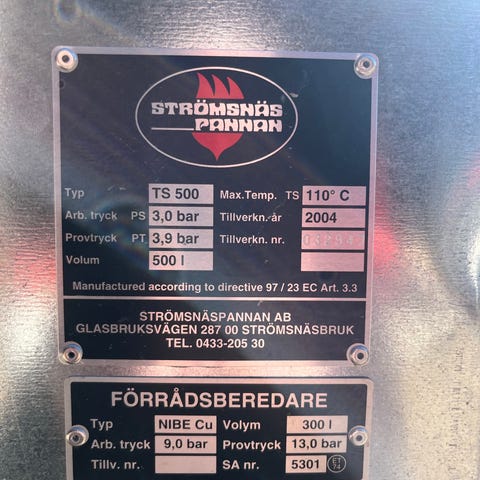 STRÖMSNÄS
PANNAN
Typ TS 500 Max.Temp. TS 110° C
Arb. tryck PS 3,0 bar Tillverkn.år 2004
Provtryck PT 3,9 bar Tillverkn. nr.
Volum 500 l
Manufactured according to directive 97 / 23 EC Art. 3.3
STRÖMSNÄSPANNAN AB
GLASBRUKSVÄGEN 287 00 STRÖMSNÄSBRUK
TEL. 0433-205 30
FÖRRÅDSBEREDARE
Typ NIBE Cu Volym 300 l
Arb. tryck 9,0 bar Provtryck 13,0 bar
Tillv. nr. SA nr. 5301 ET 74